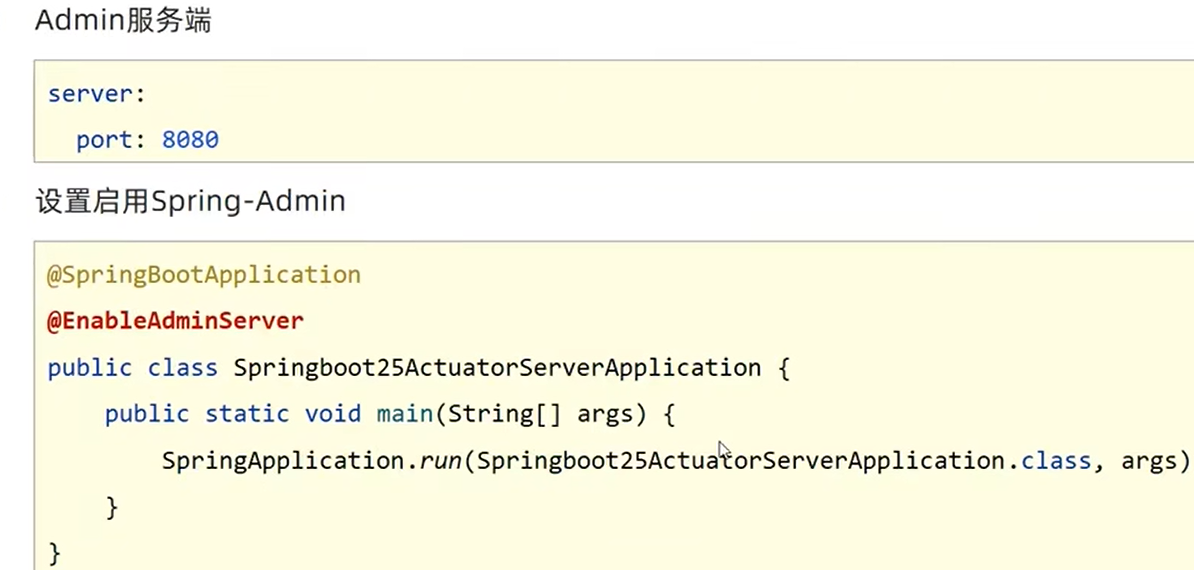 Admin服务端
server:
  port: 8080
设置启用Spring-Admin
@SpringBootApplication
@EnableAdminServer
public class Springboot25ActuatorServerApplication {
    public static void main(String[] args) {
        SpringApplication.run(Springboot25ActuatorServerApplication.class, args)
    }
}